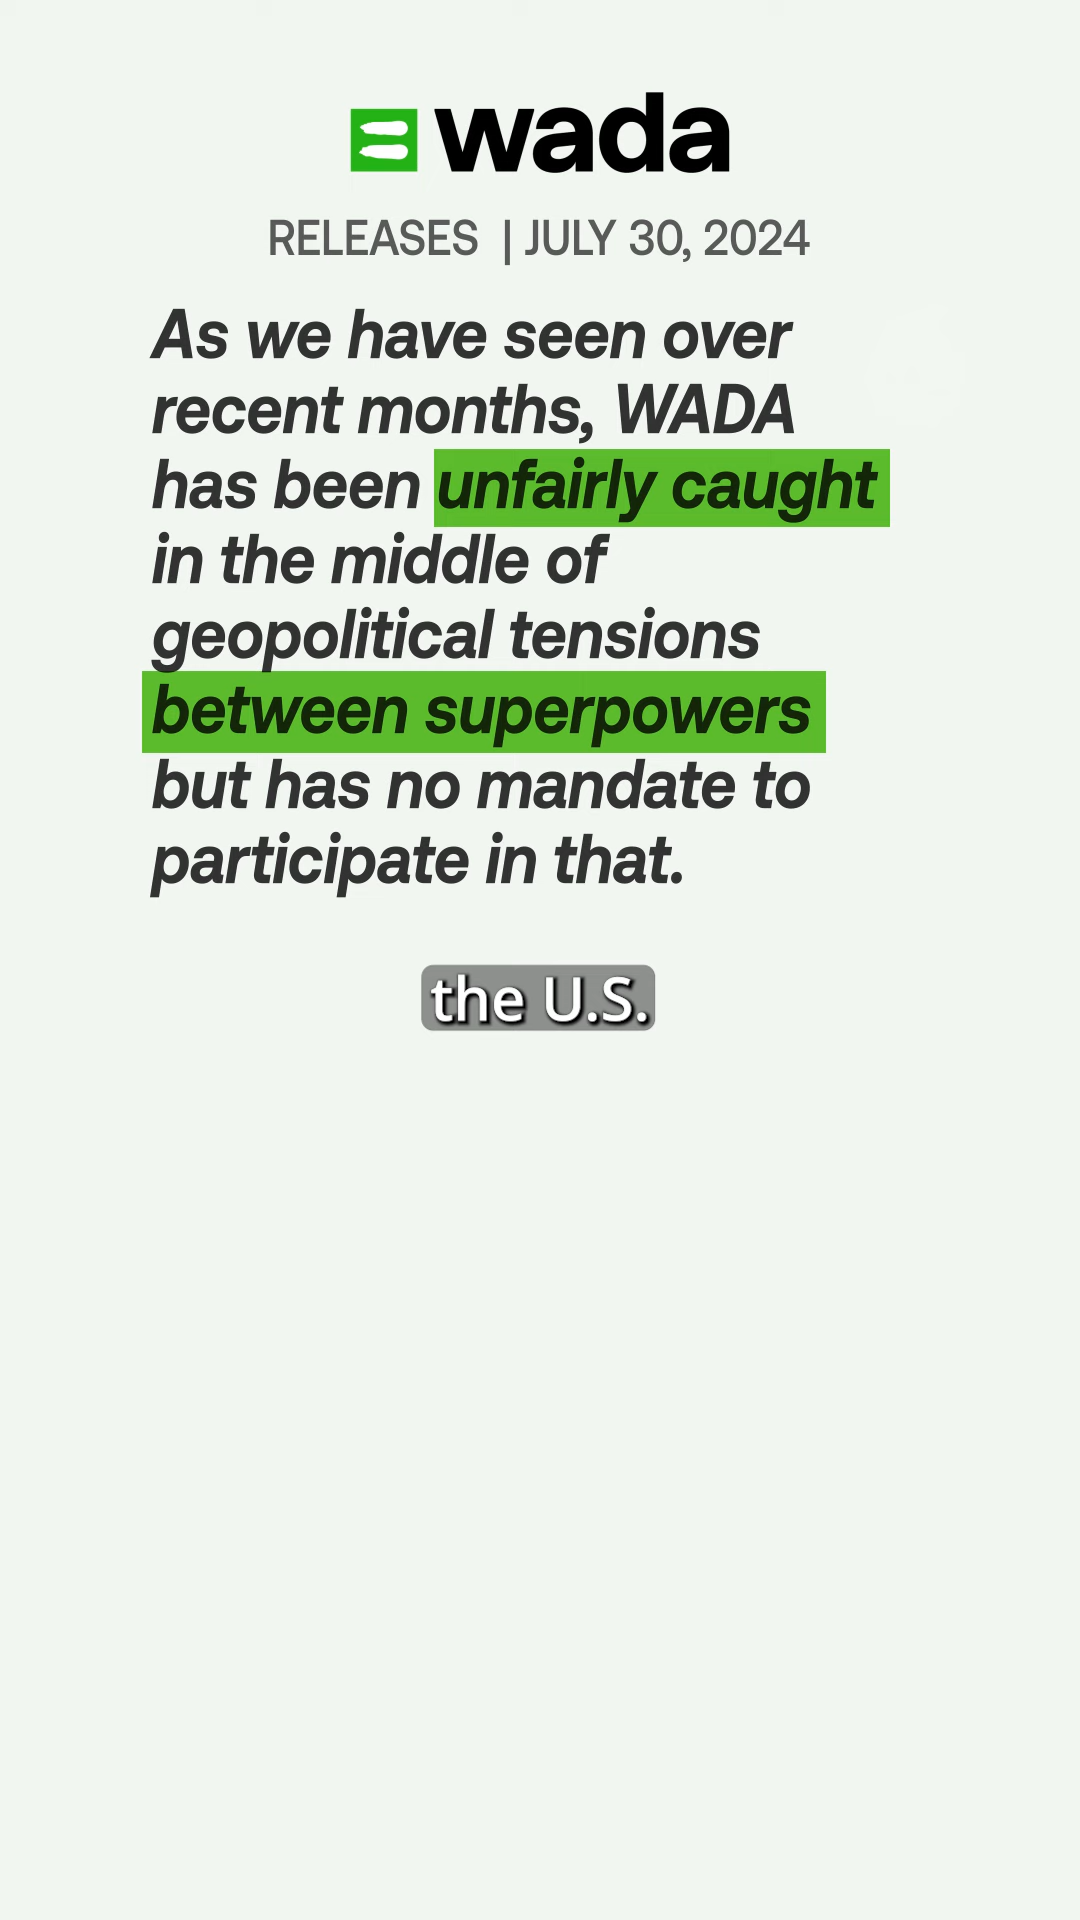 wada
RELEASES | JULY 30, 2024
As we have seen over
recent months, WADA
has been unfairly caught
in the middle of
geopolitical tensions
between superpowers
but has no mandate to
participate in that.
the U.S.